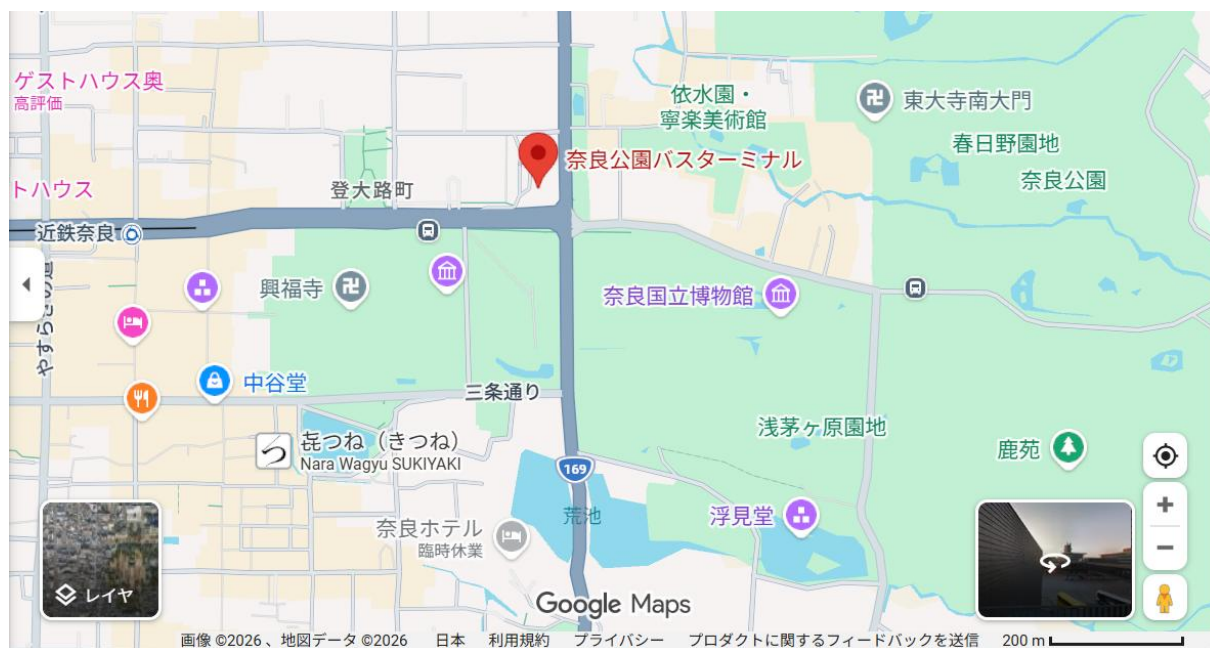 ゲストハウス奥
高評価
依水園・
寧楽美術館
東大寺南大門
春日野園地
奈良公園
奈良公園バスターミナル
トハウス
登大路町
近鉄奈良
興福寺
奈良国立博物館
やすらぎの道
中谷堂
三条通り
㐂つね（きつね）
つ
Nara Wagyu SUKIYAKI
浅茅ヶ原園地
鹿苑
169
荒池
浮見堂
奈良ホテル
臨時休業
レイヤ
Google Maps
画像 ©2026 、地図データ ©2026 日本 利用規約 プライバシー プロダクトに関するフィードバックを送信 200 m